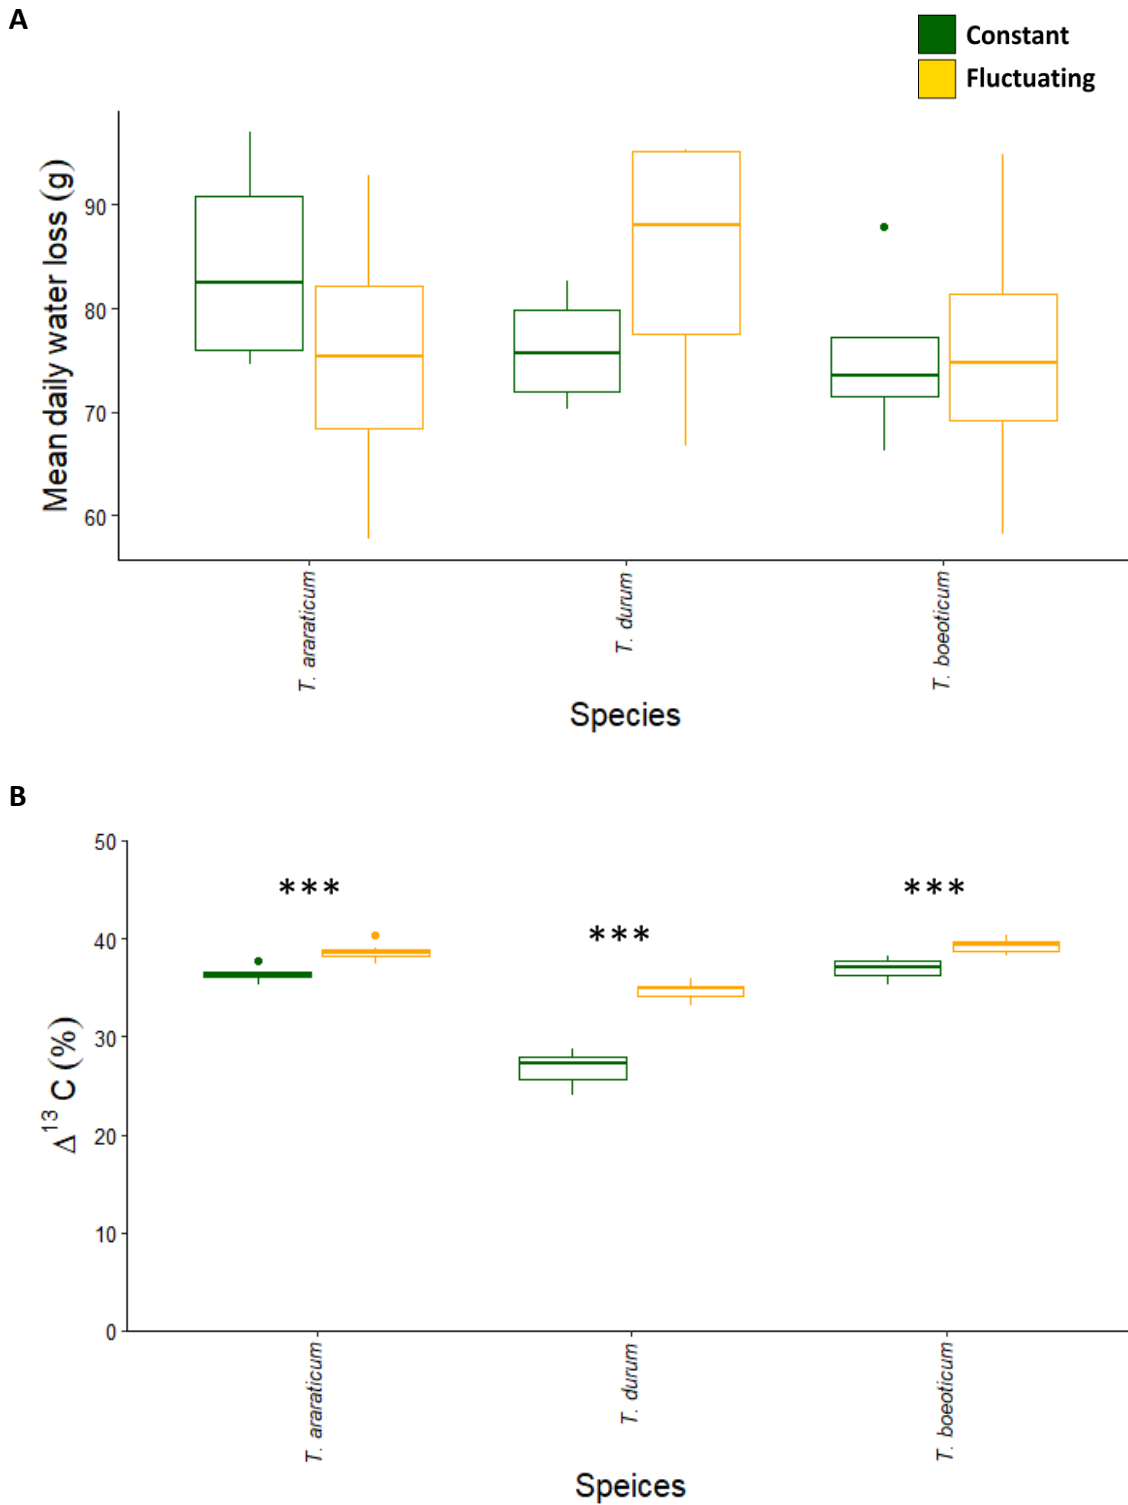 A
Constant
Fluctuating
Mean daily water loss (g)
90
80
70
60
T. araraticum
T. durum
T. boeoticum
Species
B
Δ¹³ C (%)
50
40
30
20
10
0
***
***
***
T. araraticum
T. durum
T. boeoticum
Speices